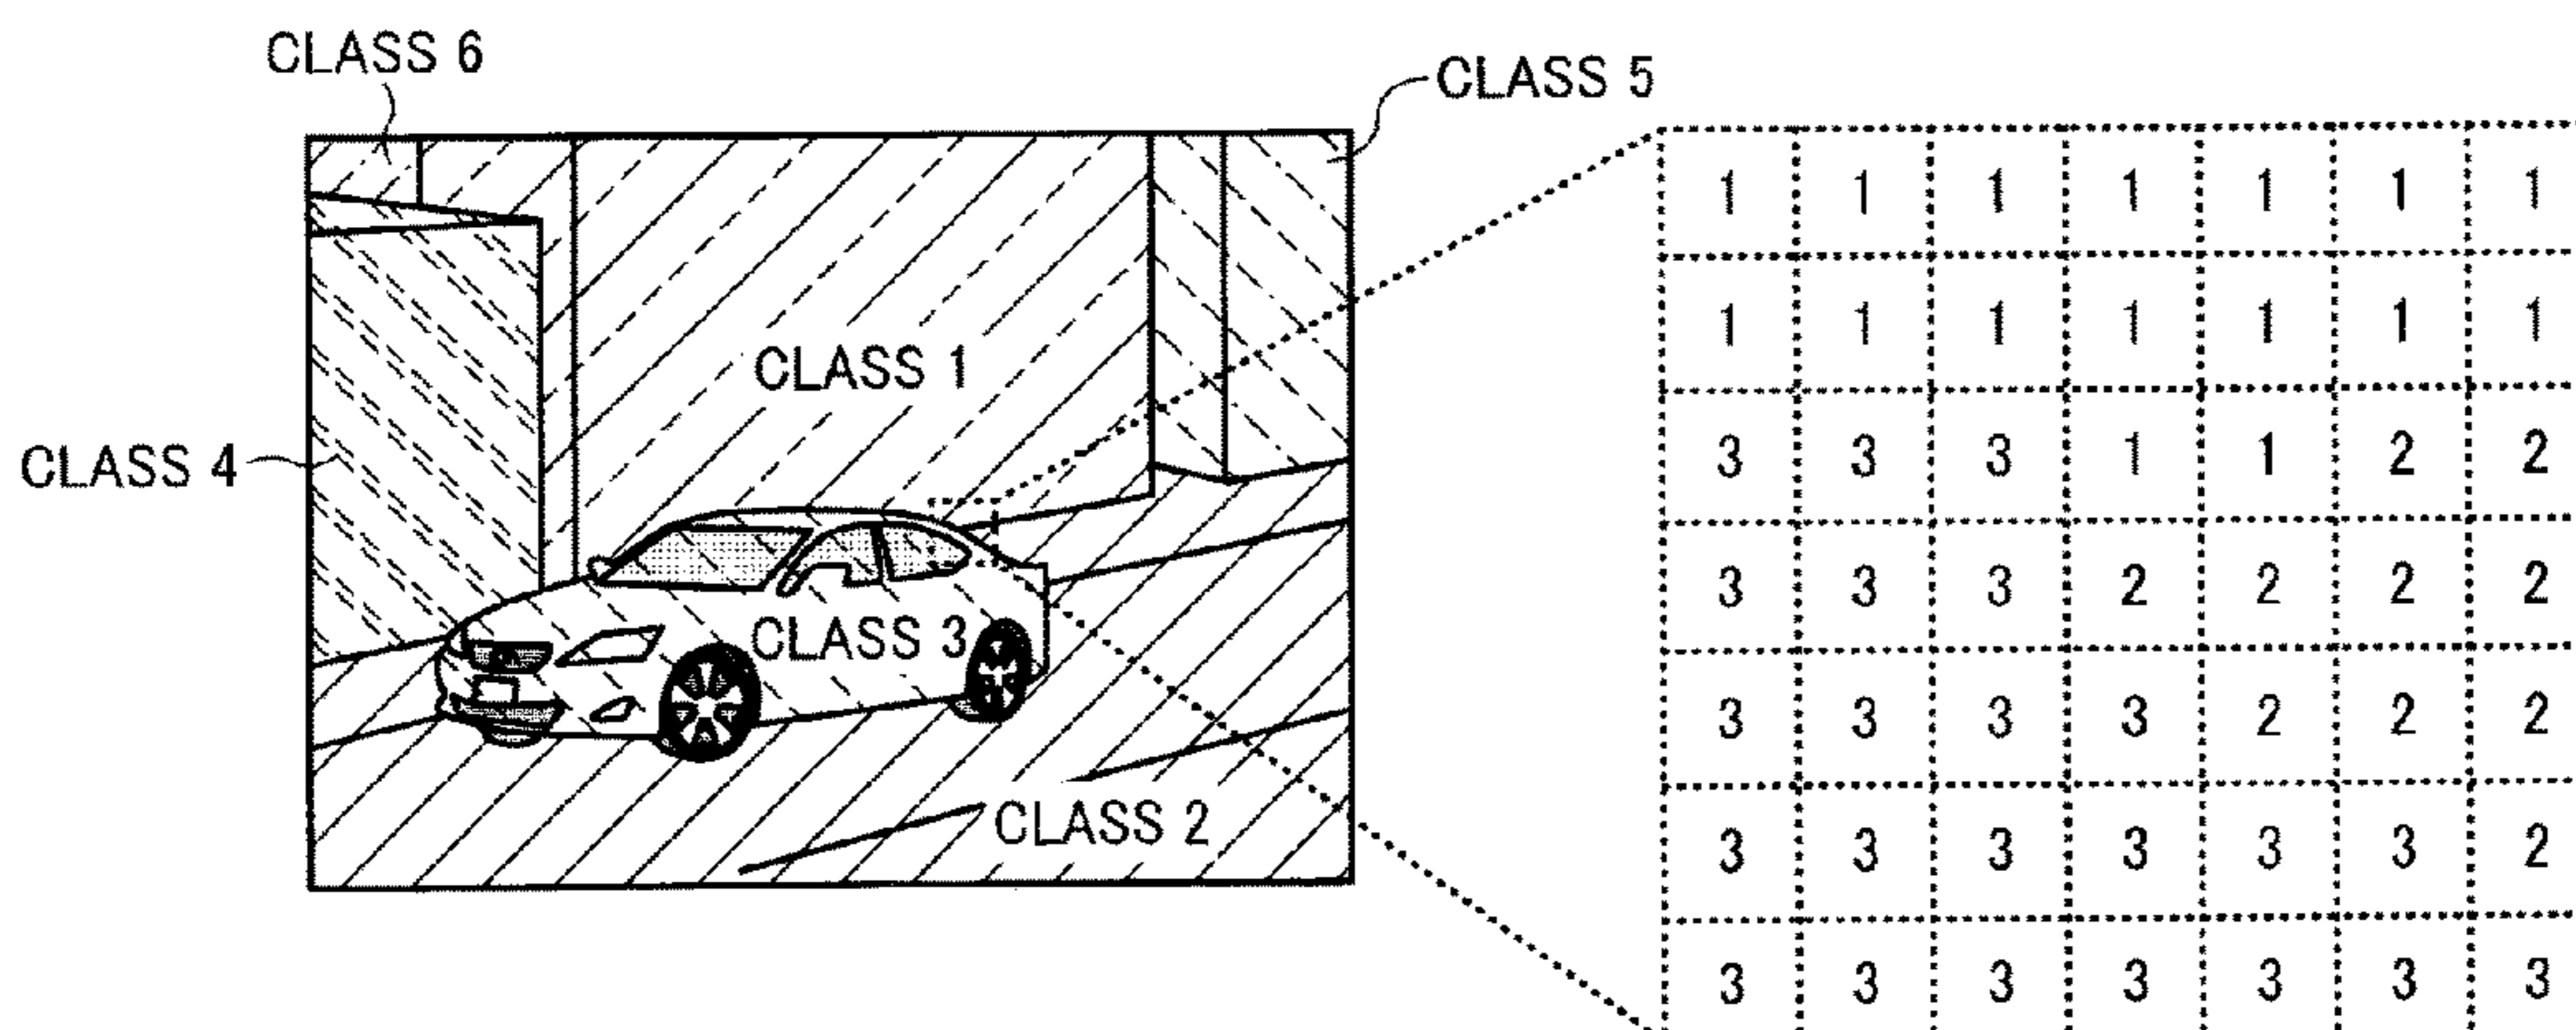 CLASS 6
CLASS 5
CLASS 1
CLASS 4
CLASS 3
CLASS 2
1 1 1 1 1 1 1
1 1 1 1 1 1 1
3 3 3 1 1 2 2
3 3 3 2 2 2 2
3 3 3 3 2 2 2
3 3 3 3 3 3 2
3 3 3 3 3 3 3